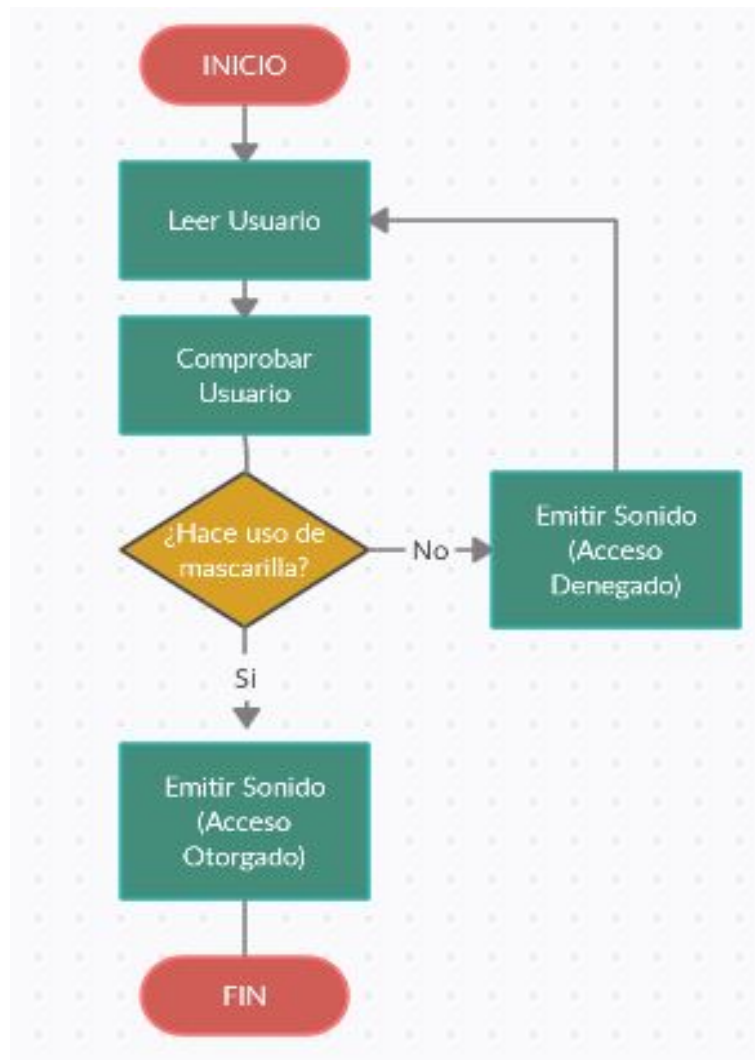 INICIO
Leer Usuario
Comprobar
Usuario
¿Hace uso de
mascarilla?
No
Emitir Sonido
(Acceso
Denegado)
Si
Emitir Sonido
(Acceso
Otorgado)
FIN